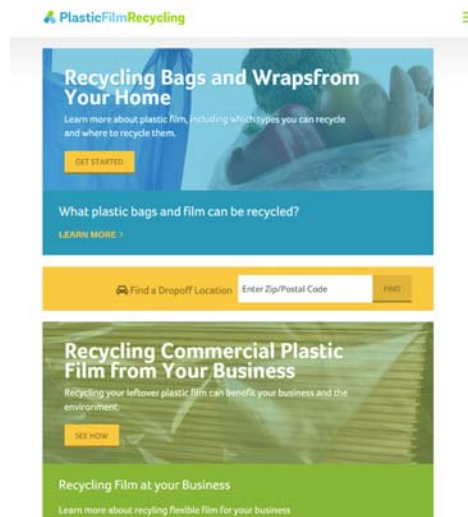 PlasticFilmRecycling
Recycling Bags and Wrapsfrom
Your Home
Learn more about plastic film, including which types you can recycle
and where to recycle them.
GET STARTED
What plastic bags and film can be recycled?
LEARN MORE >
Find a Dropoff Location Enter Zip/Postal Code FIND
Recycling Commercial Plastic
Film from Your Business
Recycling your leftover plastic film can benefit your business and the
environment.
SEE HOW
Recycling Film at your Business
Learn more about recyling flexible film for your business